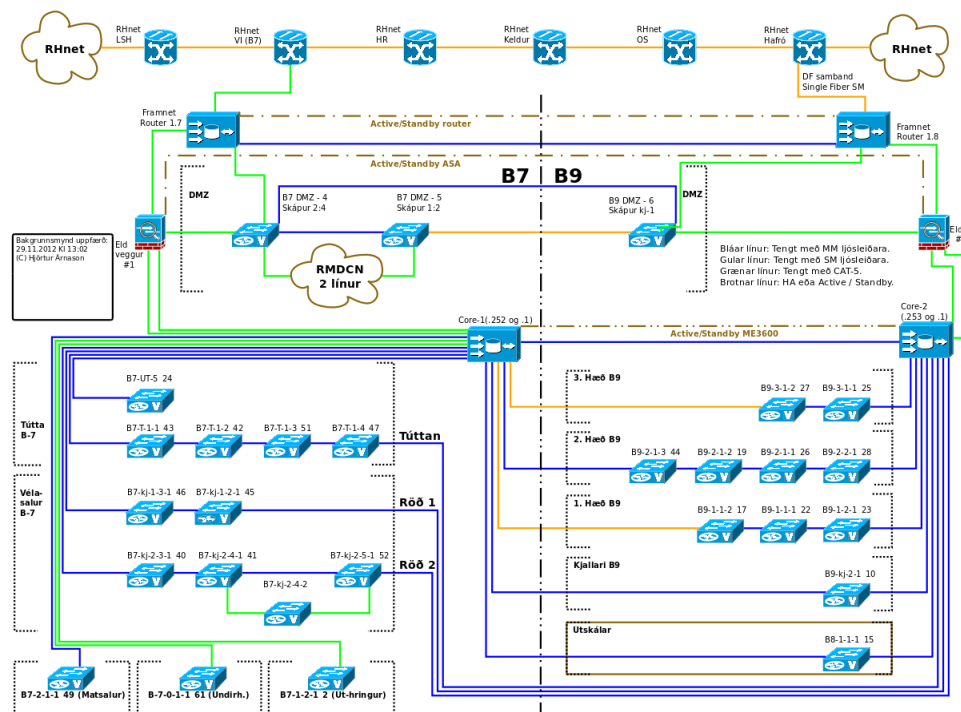 RHnet
LSH
RHnet
VI (B7)
RHnet
HR
RHnet
Keldur
RHnet
OS
RHnet
Hafró
RHnet
RHnet
DF samband
Single Fiber SM
Framnet
Router 1.7
Active/Standby router
Framnet
Router 1.8
Active/Standby ASA
B7
B9
DMZ
B7 DMZ - 4
Skápur 2:4
B7 DMZ - 5
Skápur 1:2
B9 DMZ - 6
Skápur kj-1
DMZ
Bakgrunnsmynd uppfærð:
29.11.2012 Kl 13:02
(C) Hjörtur Árnason
Eld
veggur
#1
Eld
#
RMDCN
2 línur
Bláar línur: Tengt með MM ljósleiðara.
Gular línur: Tengt með SM ljósleiðara.
Grænar línur: Tengt með CAT-5.
Brotnar línur: HA eða Active / Standby.
Core-1(.252 og .1)
Active/Standby ME3600
Core-2
(.253 og .1)
B7-UT-5 24
Tútta
B-7
B7-T-1-1 43
B7-T-1-2 42
B7-T-1-3 51
B7-T-1-4 47
Túttan
Véla-
salur
B-7
B7-kj-1-3-1 46
B7-kj-1-2-1 45
Röð 1
B7-kj-2-3-1 40
B7-kj-2-4-1 41
B7-kj-2-5-1 52
Röð 2
B7-kj-2-4-2
B7-2-1-1 49 (Matsalur)
B-7-0-1-1 61 (Undirh.)
B7-1-2-1 2 (Ut-hringur)
3. Hæð B9
B9-3-1-2 27
B9-3-1-1 25
2. Hæð B9
B9-2-1-3 44
B9-2-1-2 19
B9-2-1-1 26
B9-2-2-1 28
1. Hæð B9
B9-1-1-2 17
B9-1-1-1 22
B9-1-2-1 23
Kjallari B9
B9-kj-2-1 10
Útskálar
B8-1-1-1 15